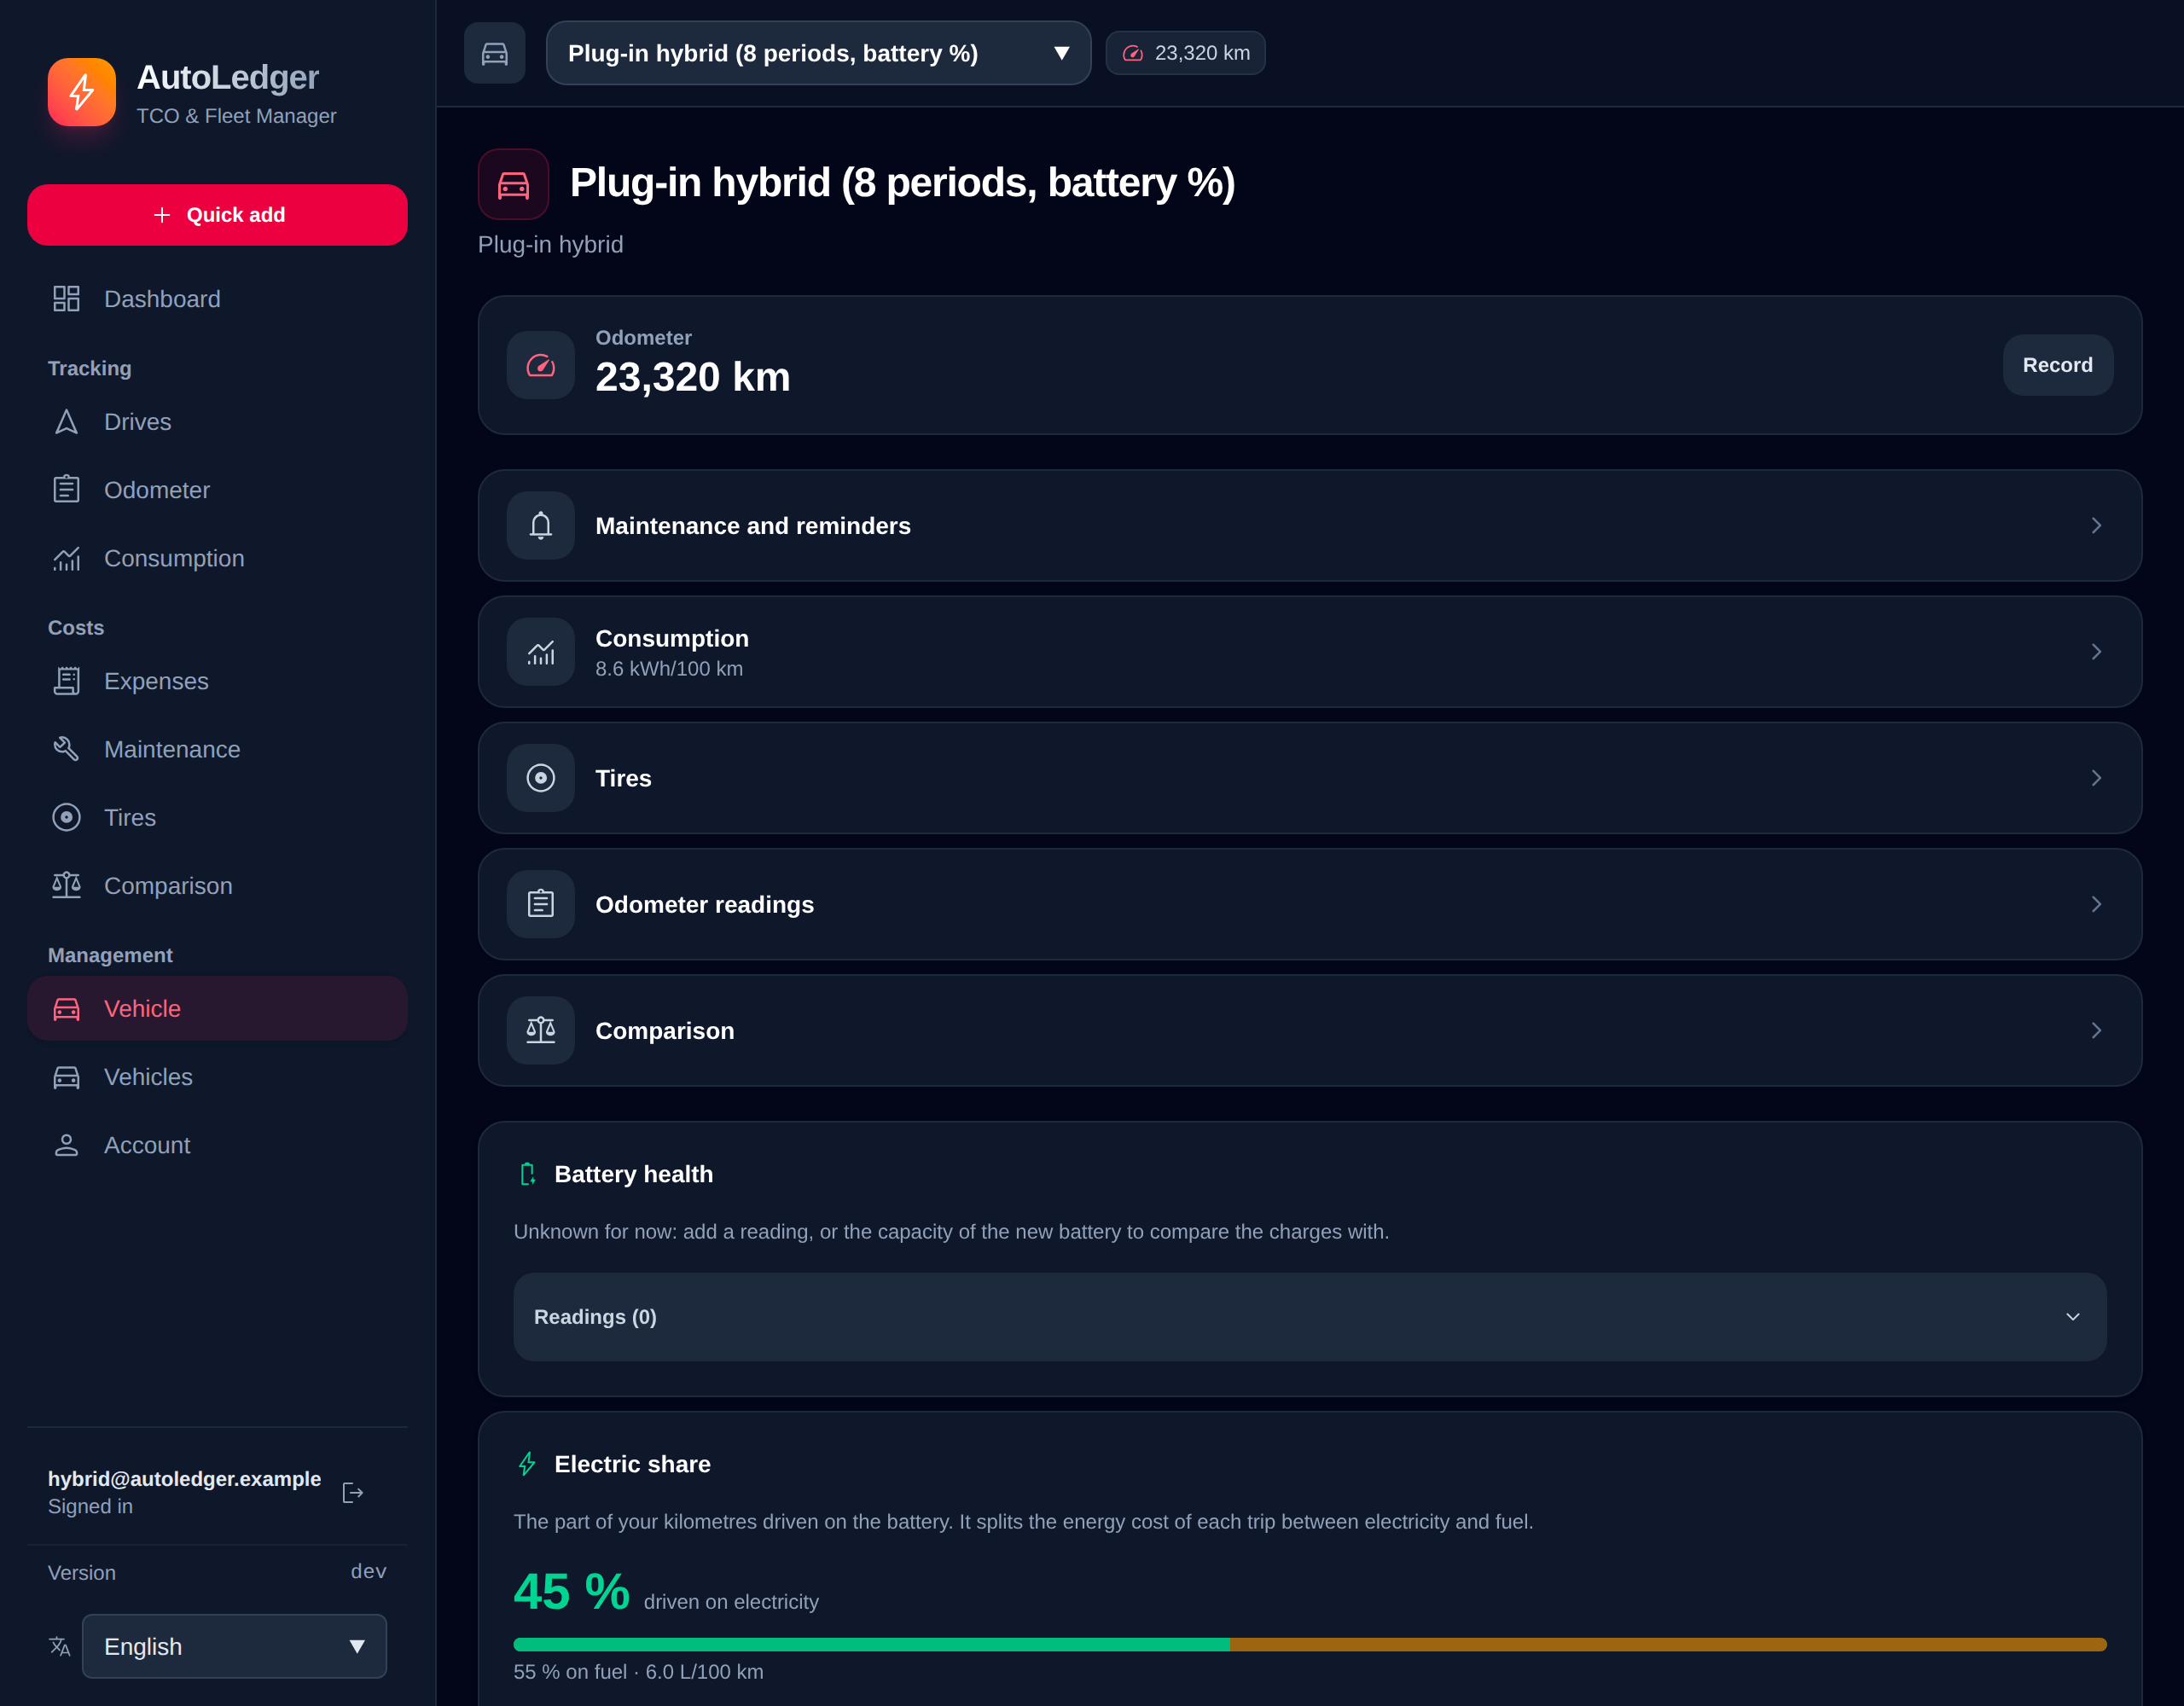 AutoLedger
TCO & Fleet Manager
Quick add
Dashboard
Tracking
Drives
Odometer
Consumption
Costs
Expenses
Maintenance
Tires
Comparison
Management
Vehicle
Vehicles
Account
hybrid@autoledger.example
Signed in
Version dev
English
Plug-in hybrid (8 periods, battery %)
23,320 km
Plug-in hybrid (8 periods, battery %)
Plug-in hybrid
Odometer
23,320 km
Record
Maintenance and reminders
Consumption
8.6 kWh/100 km
Tires
Odometer readings
Comparison
Battery health
Unknown for now: add a reading, or the capacity of the new battery to compare the charges with.
Readings (0)
Electric share
The part of your kilometres driven on the battery. It splits the energy cost of each trip between electricity and fuel.
45 % driven on electricity
55 % on fuel · 6.0 L/100 km